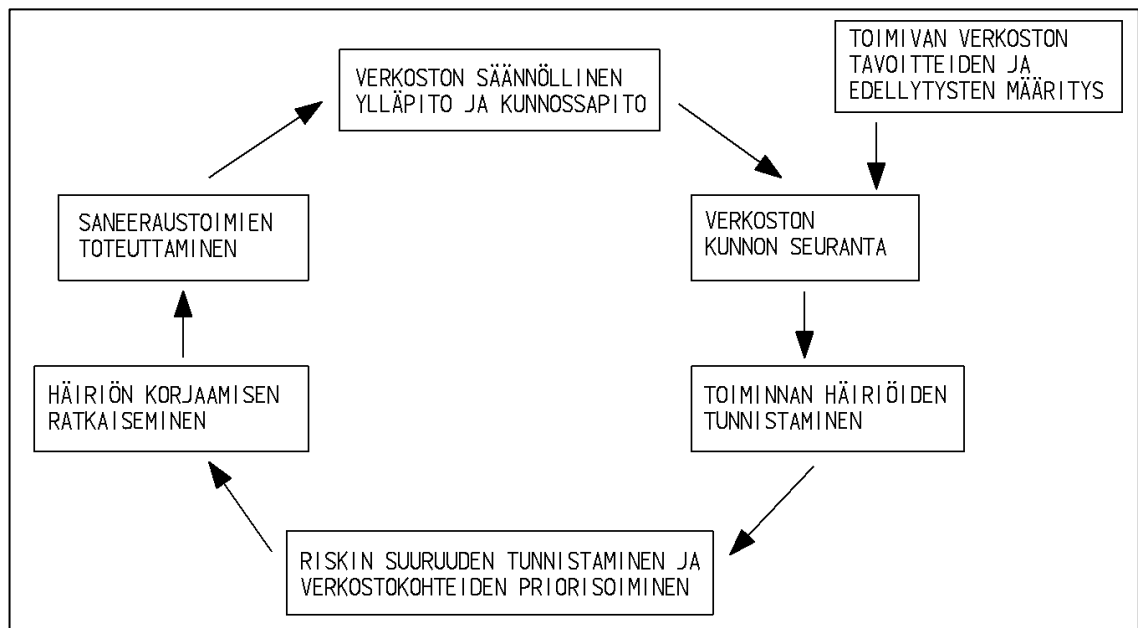 TOIMIVAN VERKOSTON
TAVOITTEIDEN JA
EDELLYTYSTEN MÄÄRITYS
VERKOSTON SÄÄNNÖLLINEN
YLLÄPITO JA KUNNOSSAPITO
SANEERAUSTOIMIEN
TOTEUTTAMINEN
VERKOSTON
KUNNON SEURANTA
HÄIRIÖN KORJAAMISEN
RATKAISEMINEN
TOIMINNAN HÄIRIÖIDEN
TUNNISTAMINEN
RISKIN SUURUUDEN TUNNISTAMINEN JA
VERKOSTOKOHTEIDEN PRIORISOIMINEN